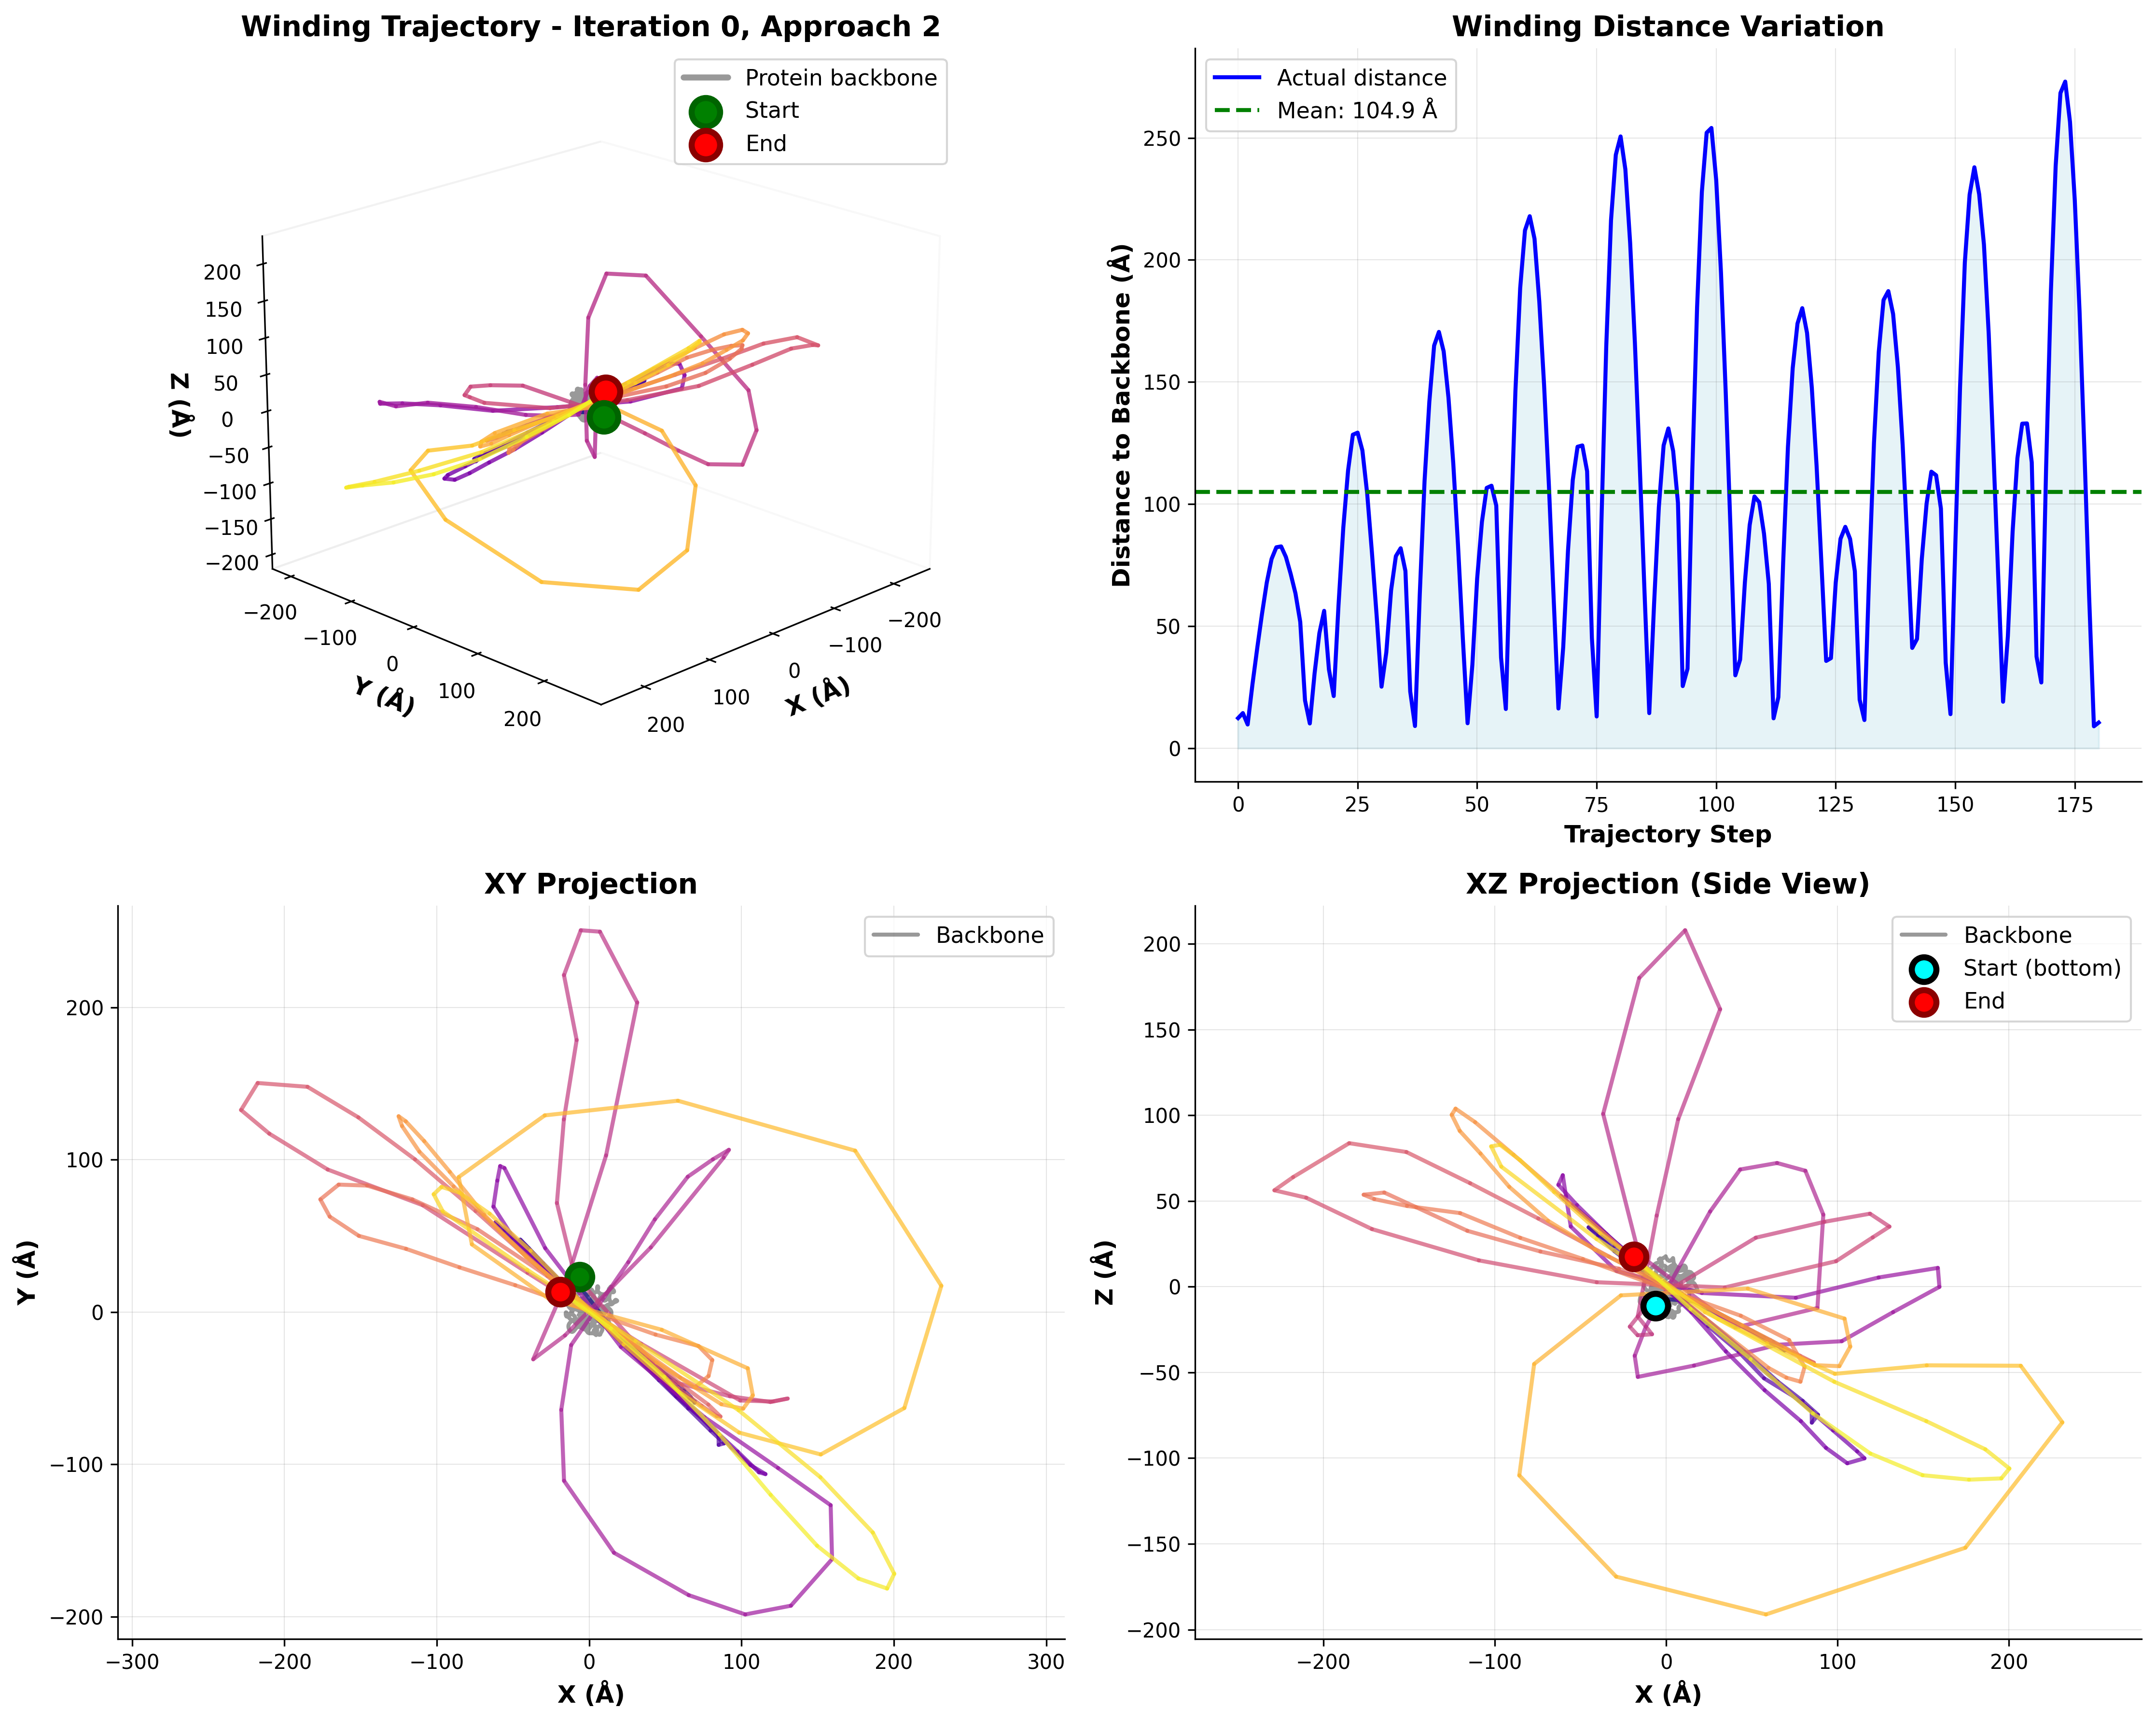 Winding Trajectory - Iteration 0, Approach 2
Protein backbone
Start
End
200
150
100
50
0
−50
−100
−150
−200
Z (Å)
−200
−100
0
100
200
Y (Å)
−200
−100
0
100
200
X (Å)
Winding Distance Variation
Actual distance
Mean: 104.9 Å
250
200
150
100
50
0
Distance to Backbone (Å)
0 25 50 75 100 125 150 175
Trajectory Step
XY Projection
Backbone
200
100
0
−100
−200
Y (Å)
−300 −200 −100 0 100 200 300
X (Å)
XZ Projection (Side View)
Backbone
Start (bottom)
End
200
150
100
50
0
−50
−100
−150
−200
Z (Å)
−200 −100 0 100 200
X (Å)